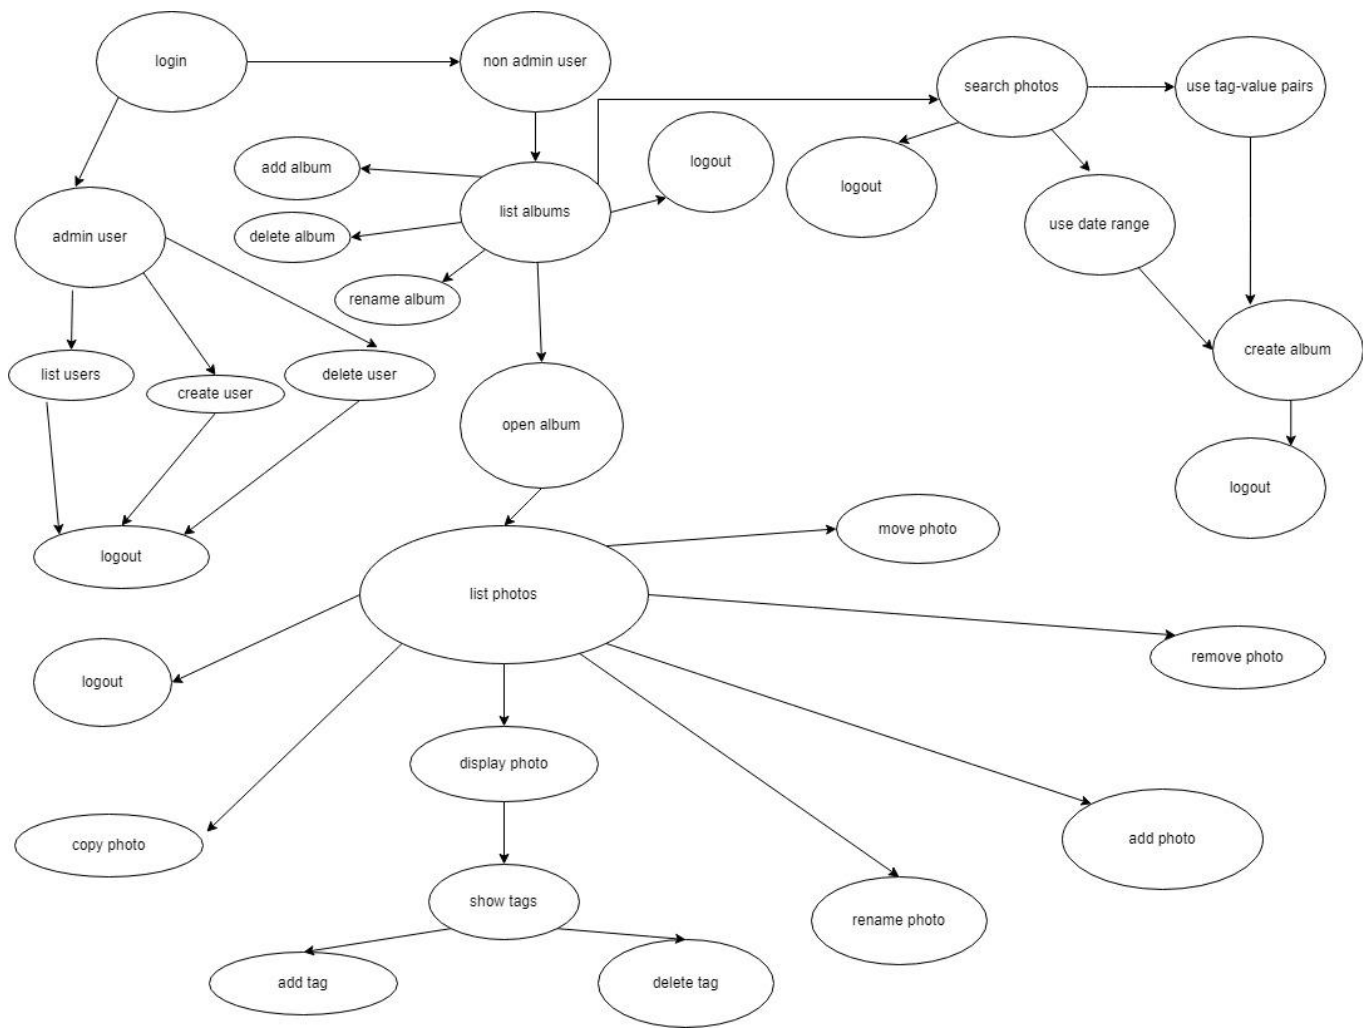 login
non admin user
search photos
use tag-value pairs
add album
logout
logout
list albums
use date range
admin user
delete album
rename album
create album
list users
create user
delete user
open album
logout
move photo
logout
list photos
remove photo
logout
display photo
copy photo
add photo
show tags
rename photo
add tag
delete tag